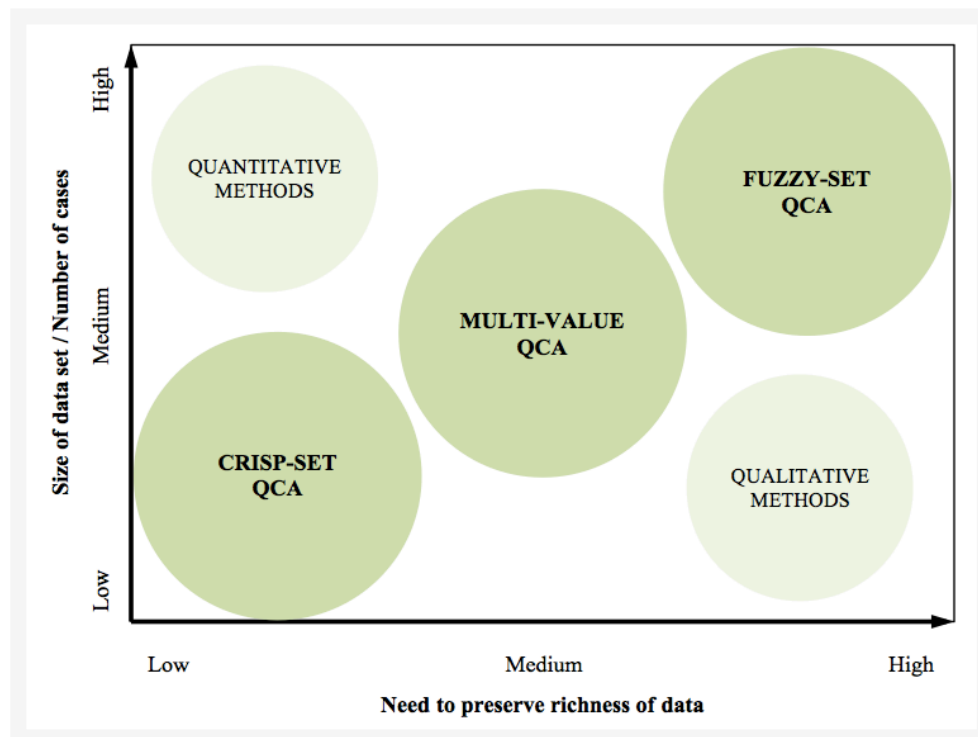 High
QUANTITATIVE
METHODS
FUZZY-SET
QCA
Size of data set / Number of cases
Medium
MULTI-VALUE
QCA
CRISP-SET
QCA
QUALITATIVE
METHODS
Low
Low
Medium
High
Need to preserve richness of data